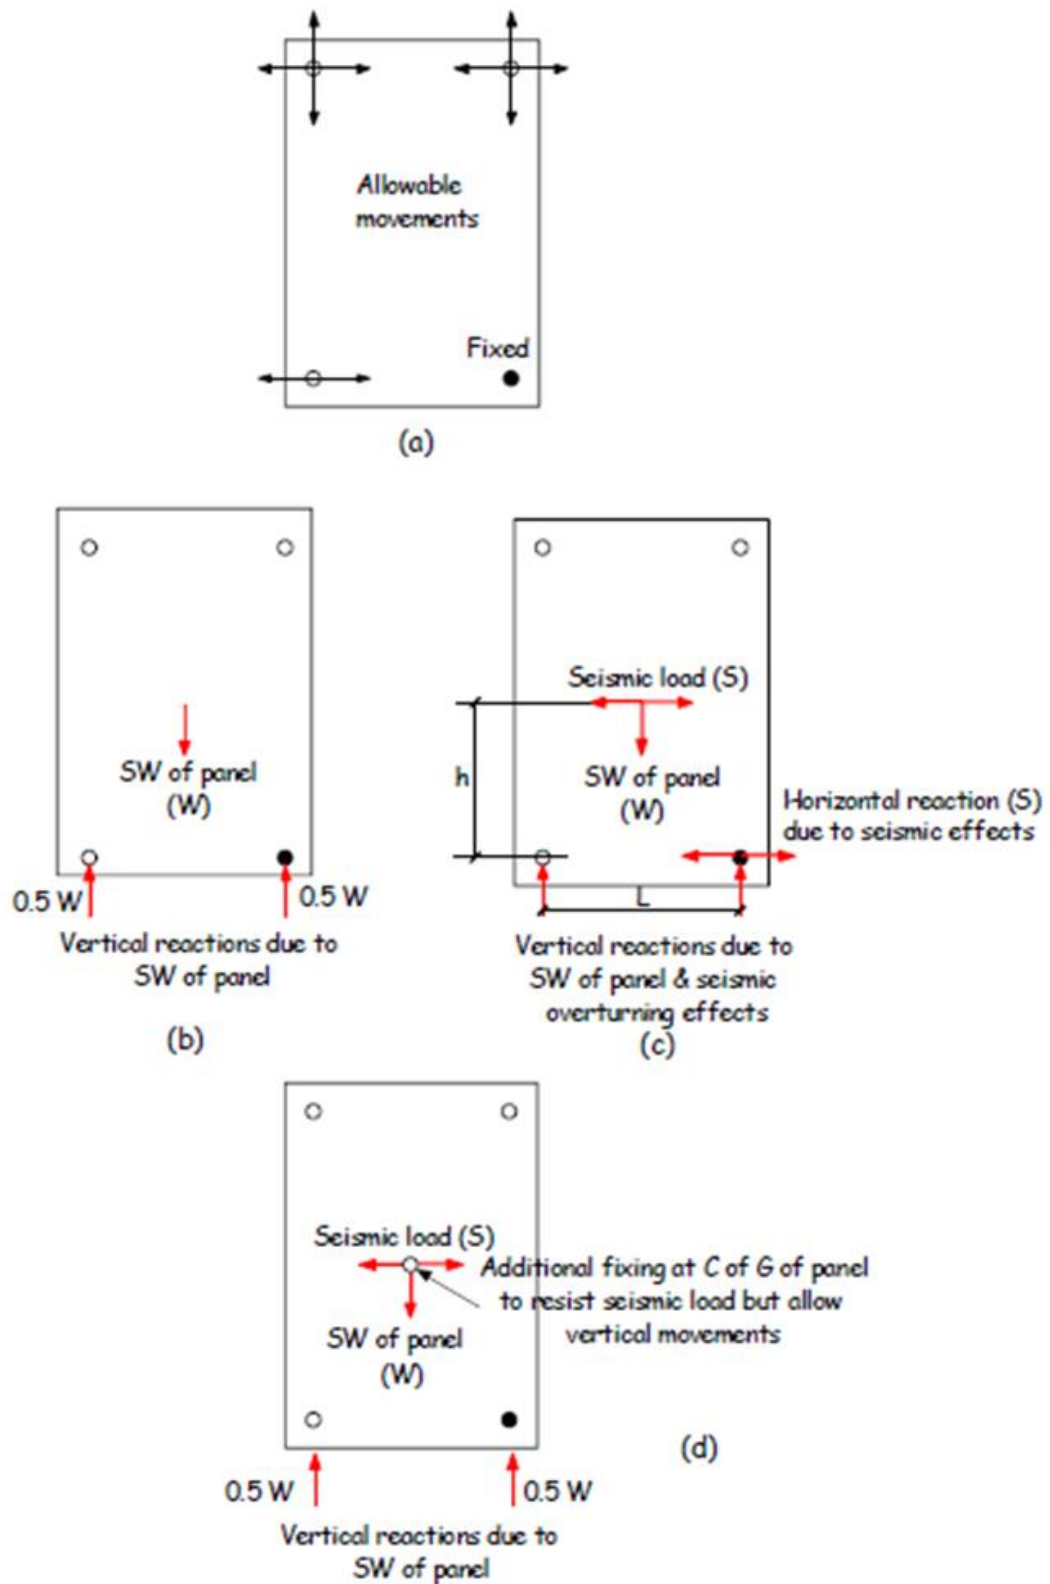 Allowable
movements
Fixed
(a)
SW of panel
(W)
0.5 W
0.5 W
Vertical reactions due to
SW of panel
(b)
Seismic load (S)
h
SW of panel
(W)
Horizontal reaction (S)
due to seismic effects
L
Vertical reactions due to
SW of panel & seismic
overturning effects
(c)
Seismic load (S)
Additional fixing at C of G of panel
to resist seismic load but allow
vertical movements
SW of panel
(W)
(d)
0.5 W
0.5 W
Vertical reactions due to
SW of panel